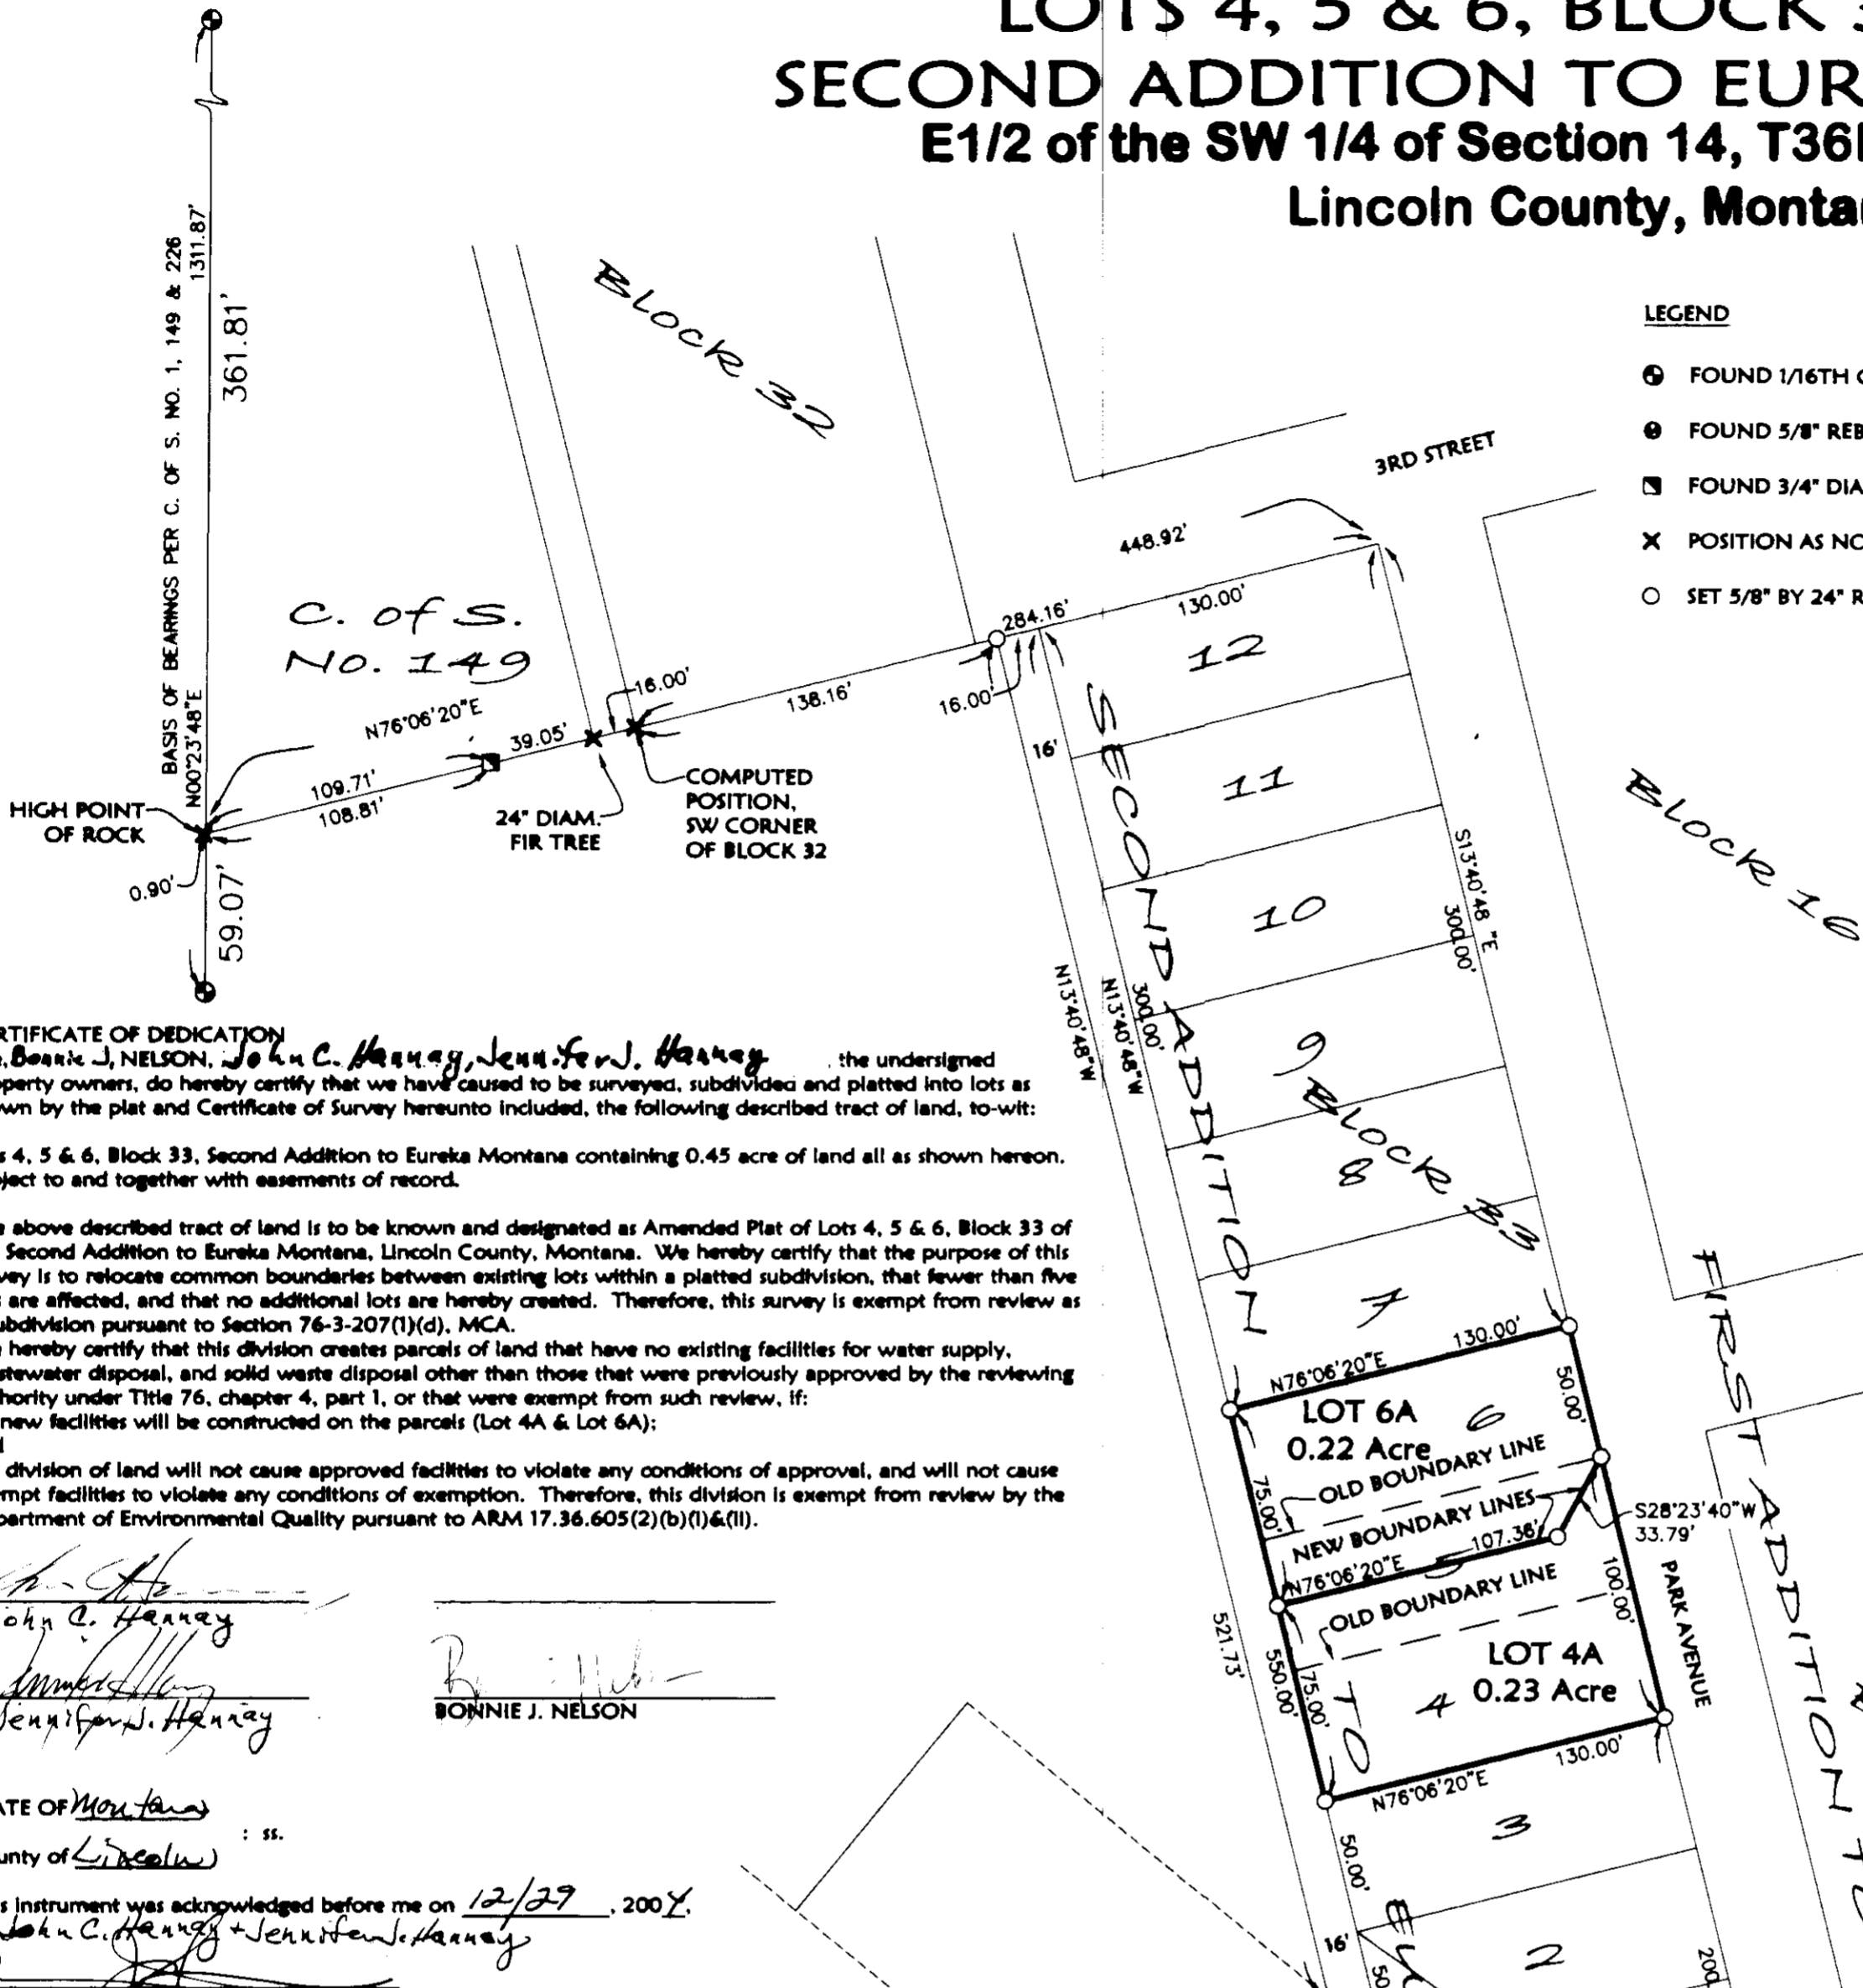 LOTS 4, 5 & 6, BLOCK
SECOND ADDITION TO EUR
E1/2 of the SW 1/4 of Section 14, T36
Lincoln County, Monta
BASIS OF BEARINGS PER C. OF S. NO. 1, 149 & 226
N00°23'48"E
1311.87'
361.81'
59.07'
0.90'
HIGH POINT
OF ROCK
C. of S.
No. 149
N76°06'20"E
109.71'
108.81'
39.05'
24" DIAM.
FIR TREE
16.00'
COMPUTED
POSITION,
SW CORNER
OF BLOCK 32
138.16'
BLOCK 32
284.16'
16.00'
448.92'
130.00'
3RD STREET
LEGEND
FOUND 1/16TH
FOUND 5/8" REB
FOUND 3/4" DIA
POSITION AS NO
SET 5/8" BY 24" R
12
11
10
9
8
7
16'
SECOND ADDITION TO
N13°40'48"W
N13°40'48"W
300.00'
S13°40'48"E
300.00'
BLOCK 33
BLOCK 16
FIRST ADDITION TO
PARK AVENUE
130.00'
N76°06'20"E
LOT 6A
0.22 Acre
6
50.00'
75.00'
OLD BOUNDARY LINE
NEW BOUNDARY LINES
S28°23'40"W
33.79'
107.38'
N76°06'20"E
5
100.00'
OLD BOUNDARY LINE
LOT 4A
0.23 Acre
4
521.73'
550.00'
75.00'
130.00'
N76°06'20"E
3
50.00'
16'
2
50
200
RTIFICATE OF DEDICATION
Bonnie J. NELSON, John C. Hannay, Jennifer J. Hannay, the undersigned
perty owners, do hereby certify that we have caused to be surveyed, subdivided and platted into lots as
wn by the plat and Certificate of Survey hereunto included, the following described tract of land, to-wit:
s 4, 5 & 6, Block 33, Second Addition to Eureka Montana containing 0.45 acre of land all as shown hereon.
ject to and together with easements of record.
e above described tract of land is to be known and designated as Amended Plat of Lots 4, 5 & 6, Block 33 of
Second Addition to Eureka Montana, Lincoln County, Montana. We hereby certify that the purpose of this
vey is to relocate common boundaries between existing lots within a platted subdivision, that fewer than five
are affected, and that no additional lots are hereby created. Therefore, this survey is exempt from review as
ubdivision pursuant to Section 76-3-207(1)(d), MCA.
hereby certify that this division creates parcels of land that have no existing facilities for water supply,
stewater disposal, and solid waste disposal other than those that were previously approved by the reviewing
hority under Title 76, chapter 4, part 1, or that were exempt from such review, if:
new facilities will be constructed on the parcels (Lot 4A & Lot 6A);
division of land will not cause approved facilities to violate any conditions of approval, and will not cause
mpt facilities to violate any conditions of exemption. Therefore, this division is exempt from review by the
partment of Environmental Quality pursuant to ARM 17.36.605(2)(b)(i)&(ii).
ohn C. Hannay
Jennifer J. Hannay
BONNIE J. NELSON
ATE OF Montana
: ss.
unty of Lincoln
s instrument was acknowledged before me on 12/29, 2004.
John C. Hannay + Jennifer J. Hannay